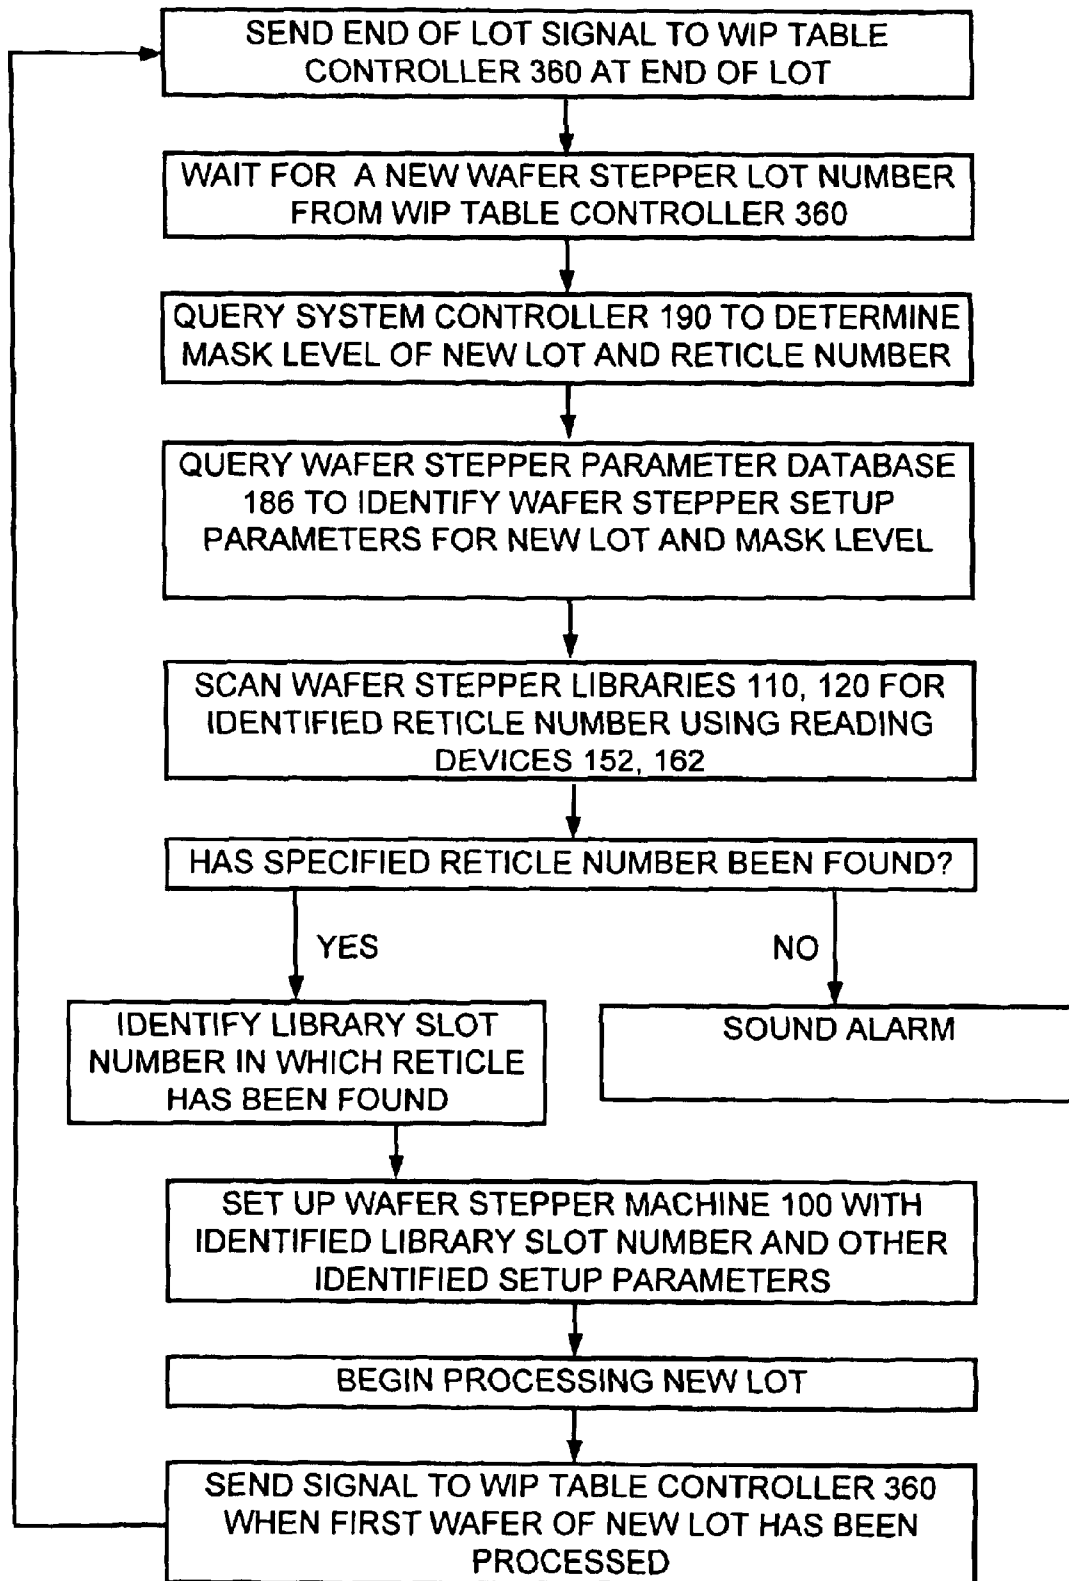 SEND END OF LOT SIGNAL TO WIP TABLE
CONTROLLER 360 AT END OF LOT
WAIT FOR A NEW WAFER STEPPER LOT NUMBER
FROM WIP TABLE CONTROLLER 360
QUERY SYSTEM CONTROLLER 190 TO DETERMINE
MASK LEVEL OF NEW LOT AND RETICLE NUMBER
QUERY WAFER STEPPER PARAMETER DATABASE
186 TO IDENTIFY WAFER STEPPER SETUP
PARAMETERS FOR NEW LOT AND MASK LEVEL
SCAN WAFER STEPPER LIBRARIES 110, 120 FOR
IDENTIFIED RETICLE NUMBER USING READING
DEVICES 152, 162
HAS SPECIFIED RETICLE NUMBER BEEN FOUND?
YES
NO
IDENTIFY LIBRARY SLOT
NUMBER IN WHICH RETICLE
HAS BEEN FOUND
SOUND ALARM
SET UP WAFER STEPPER MACHINE 100 WITH
IDENTIFIED LIBRARY SLOT NUMBER AND OTHER
IDENTIFIED SETUP PARAMETERS
BEGIN PROCESSING NEW LOT
SEND SIGNAL TO WIP TABLE CONTROLLER 360
WHEN FIRST WAFER OF NEW LOT HAS BEEN
PROCESSED